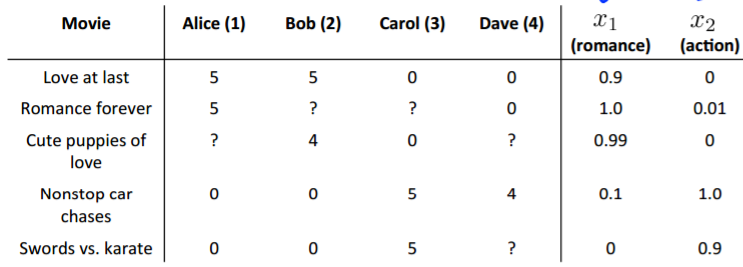 Movie Alice (1) Bob (2) Carol (3) Dave (4) x₁ x₂
(romance) (action)
Love at last 5 5 0 0 0.9 0
Romance forever 5 ? ? 0 1.0 0.01
Cute puppies of ? 4 0 ? 0.99 0
love
Nonstop car 0 0 5 4 0.1 1.0
chases
Swords vs. karate 0 0 5 ? 0 0.9